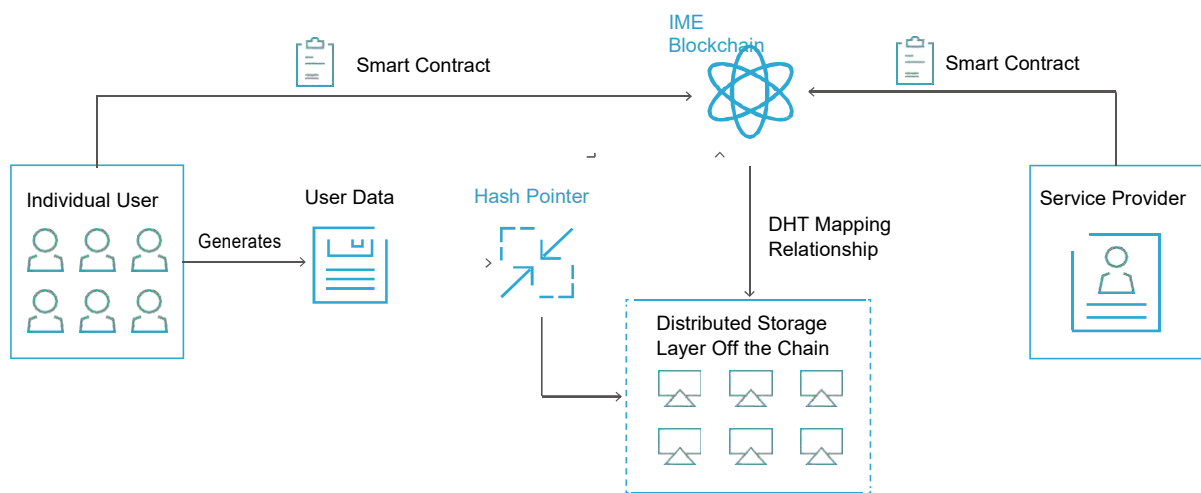 IME
Blockchain
Smart Contract
Smart Contract
Individual User
User Data
Hash Pointer
Service Provider
Generates
DHT Mapping
Relationship
Distributed Storage
Layer Off the Chain